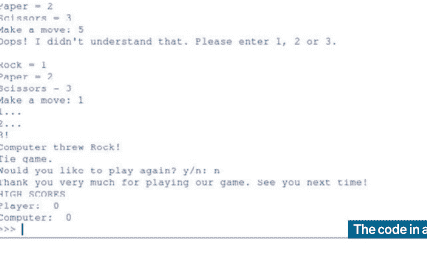 Paper = 2
Scissors = 3
Make a move: 5
Oops! I didn't understand that. Please enter 1, 2 or 3.
Rock = 1
Paper = 2
Scissors = 3
Make a move: 1
1...
2...
3!
Computer threw Rock!
Tie game.
Would you like to play again? y/n: n
Thank you very much for playing our game. See you next time!
HIGH SCORES
Player: 0
Computer: 0
>>>
The code in a